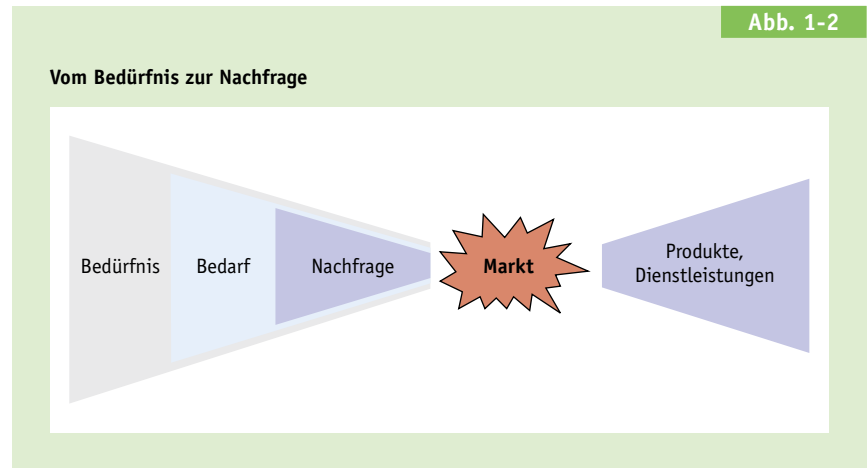 Abb. 1-2
Vom Bedürfnis zur Nachfrage
Bedürfnis
Bedarf
Nachfrage
Markt
Produkte,
Dienstleistungen